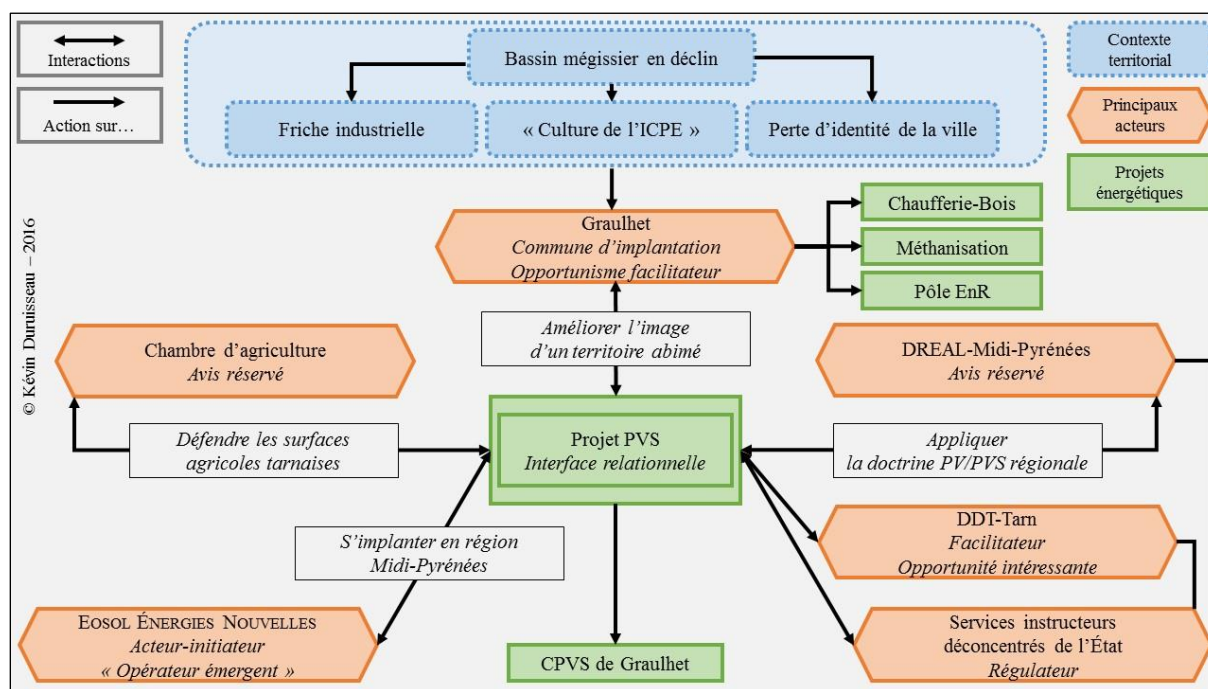 Interactions
Action sur…
Bassin mégissier en déclin
Friche industrielle
« Culture de l’ICPE »
Perte d’identité de la ville
Contexte
territorial
Principaux
acteurs
Projets
énergétiques
© Kévin Duruisseau – 2016
Graulhet
Commune d’implantation
Opportunisme facilitateur
Chaufferie-Bois
Méthanisation
Pôle EnR
Améliorer l’image
d’un territoire abimé
Chambre d’agriculture
Avis réservé
DREAL-Midi-Pyrénées
Avis réservé
Défendre les surfaces
agricoles tarnaises
Projet PVS
Interface relationnelle
Appliquer
la doctrine PV/PVS régionale
S’implanter en région
Midi-Pyrénées
DDT-Tarn
Facilitateur
Opportunité intéressante
EOSOL ÉNERGIES NOUVELLES
Acteur-initiateur
« Opérateur émergent »
CPVS de Graulhet
Services instructeurs
déconcentrés de l’État
Régulateur